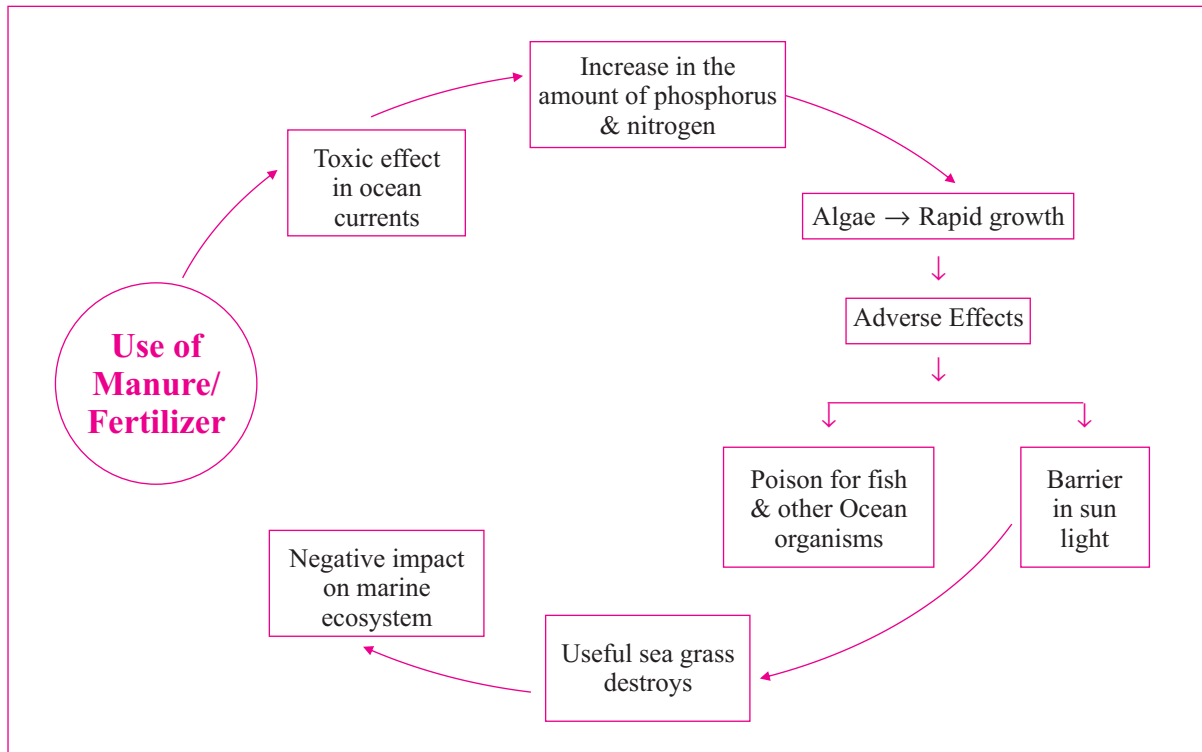 Use of
Manure/
Fertilizer
Toxic effect
in ocean
currents
Increase in the
amount of phosphorus
& nitrogen
Algae → Rapid growth
Adverse Effects
Poison for fish
& other Ocean
organisms
Barrier
in sun
light
Useful sea grass
destroys
Negative impact
on marine
ecosystem